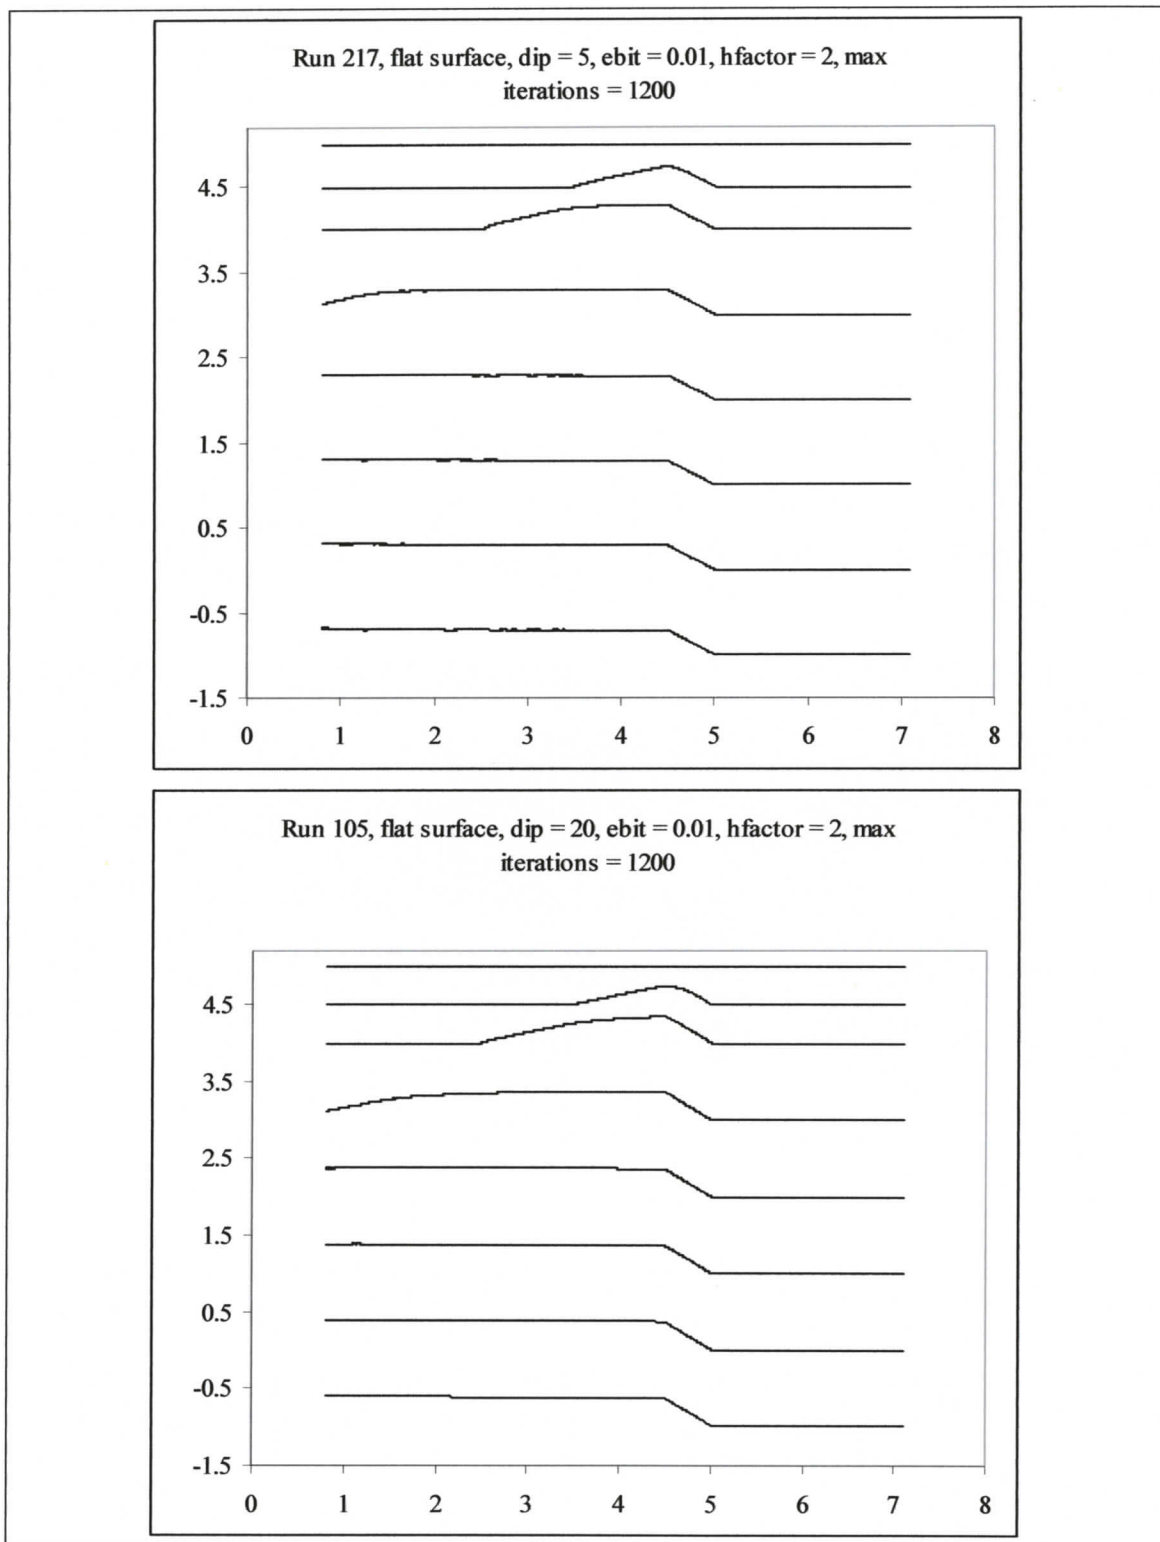 Run 217, flat surface, dip = 5, ebit = 0.01, hfactor = 2, max
iterations = 1200
4.5
3.5
2.5
1.5
0.5
-0.5
-1.5
0 1 2 3 4 5 6 7 8
Run 105, flat surface, dip = 20, ebit = 0.01, hfactor = 2, max
iterations = 1200
4.5
3.5
2.5
1.5
0.5
-0.5
-1.5
0 1 2 3 4 5 6 7 8